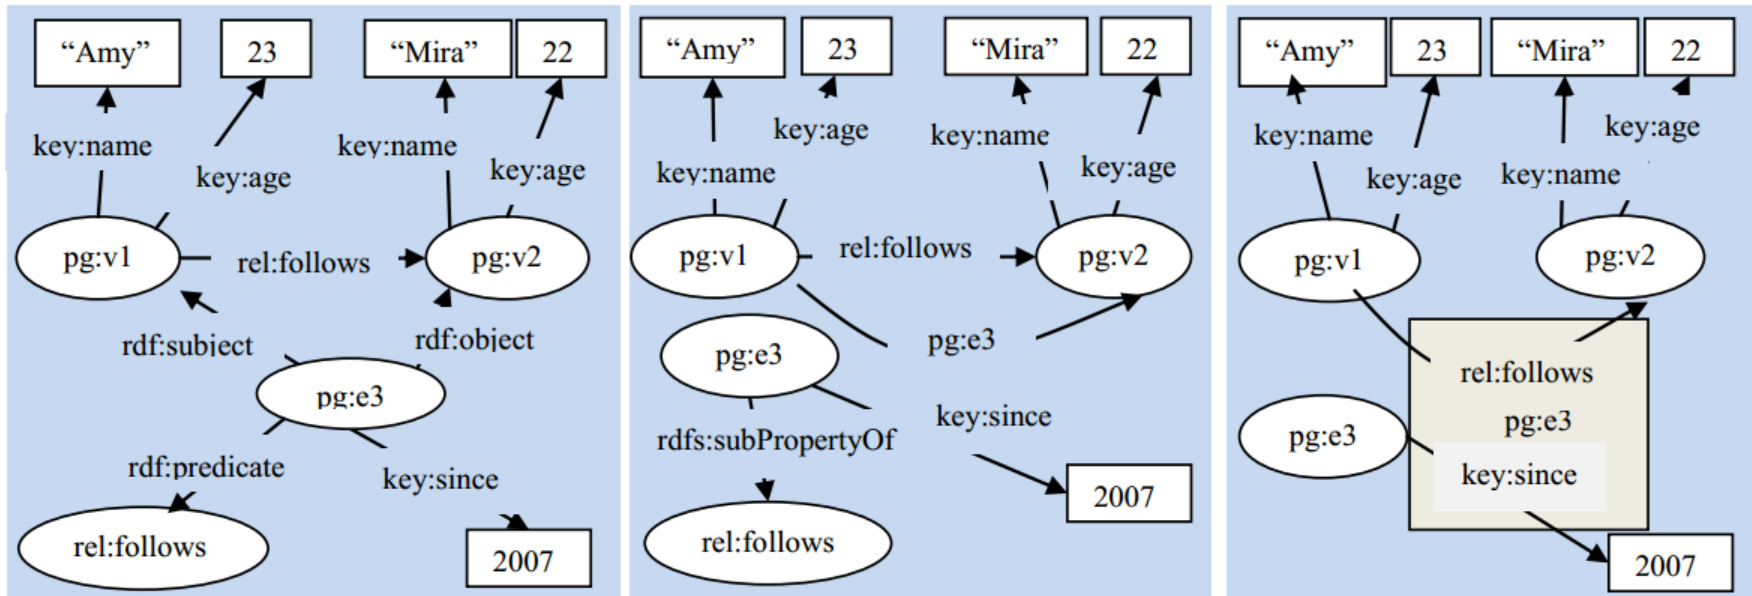 “Amy”
23
“Mira”
22
key:name
key:age
key:name
key:age
pg:v1
rel:follows
pg:v2
rdf:subject
rdf:object
pg:e3
rdf:predicate
key:since
rel:follows
2007
“Amy”
23
“Mira”
22
key:name
key:age
key:name
key:age
pg:v1
rel:follows
pg:v2
pg:e3
pg:e3
key:since
rdfs:subPropertyOf
2007
rel:follows
“Amy”
23
“Mira”
22
key:name
key:age
key:name
key:age
pg:v1
pg:v2
rel:follows
pg:e3
pg:e3
key:since
2007